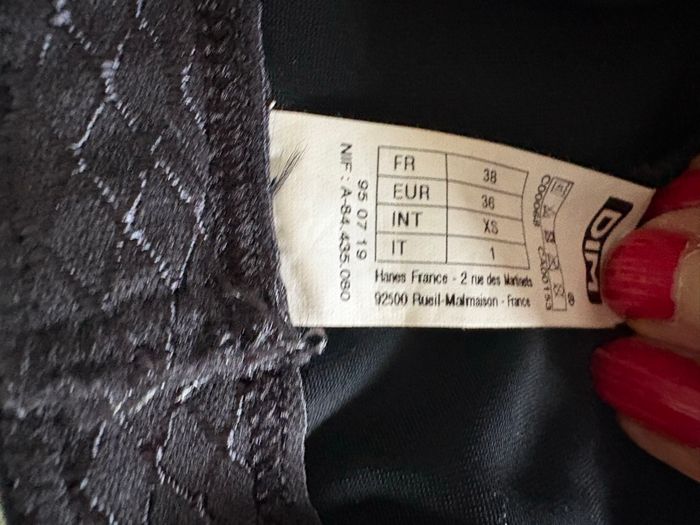 DIM
FR 38
EUR 36
INT XS
IT 1
Hanes France - 2 rue des Martinets
92500 Rueil-Malmaison - France
95 07 19
NIF : A-84.435.080